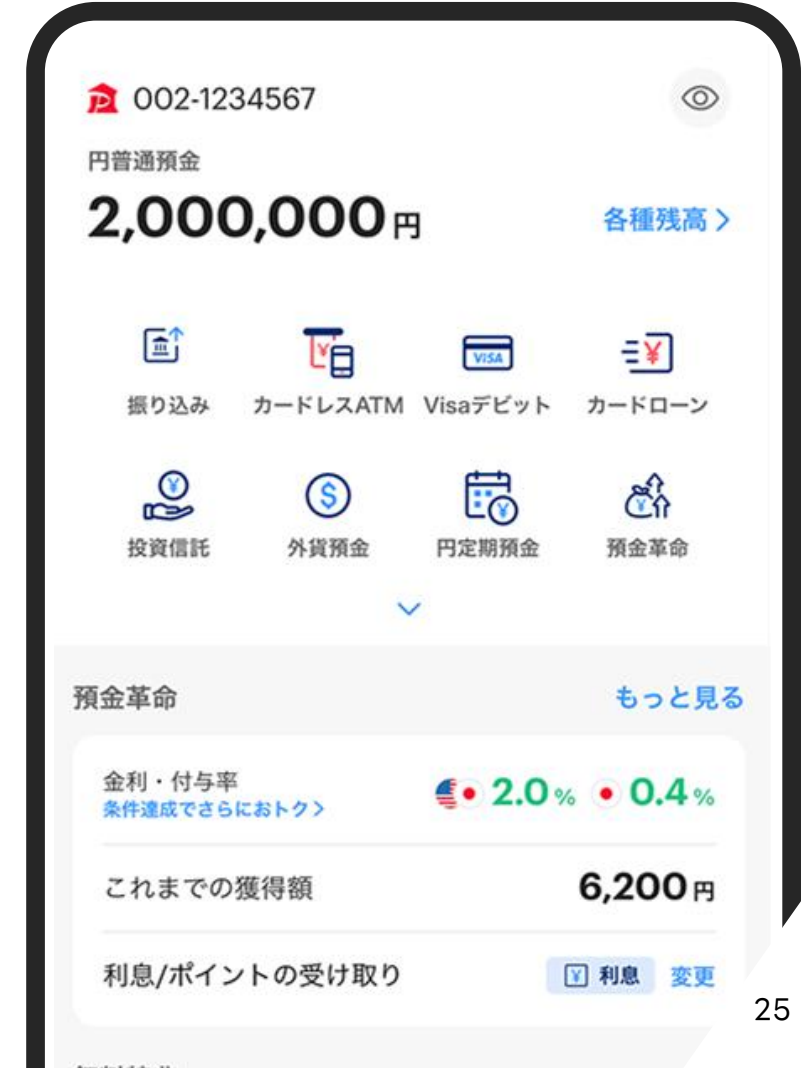 002-1234567
円普通預金
2,000,000円
各種残高
振り込み カードレスATM Visaデビット カードローン
VISA
投資信託 外貨預金 円定期預金 預金革命
預金革命 もっと見る
金利・付与率
条件達成でさらにおトク
2.0% 0.4%
これまでの獲得額 6,200円
利息/ポイントの受け取り 利息 変更
25